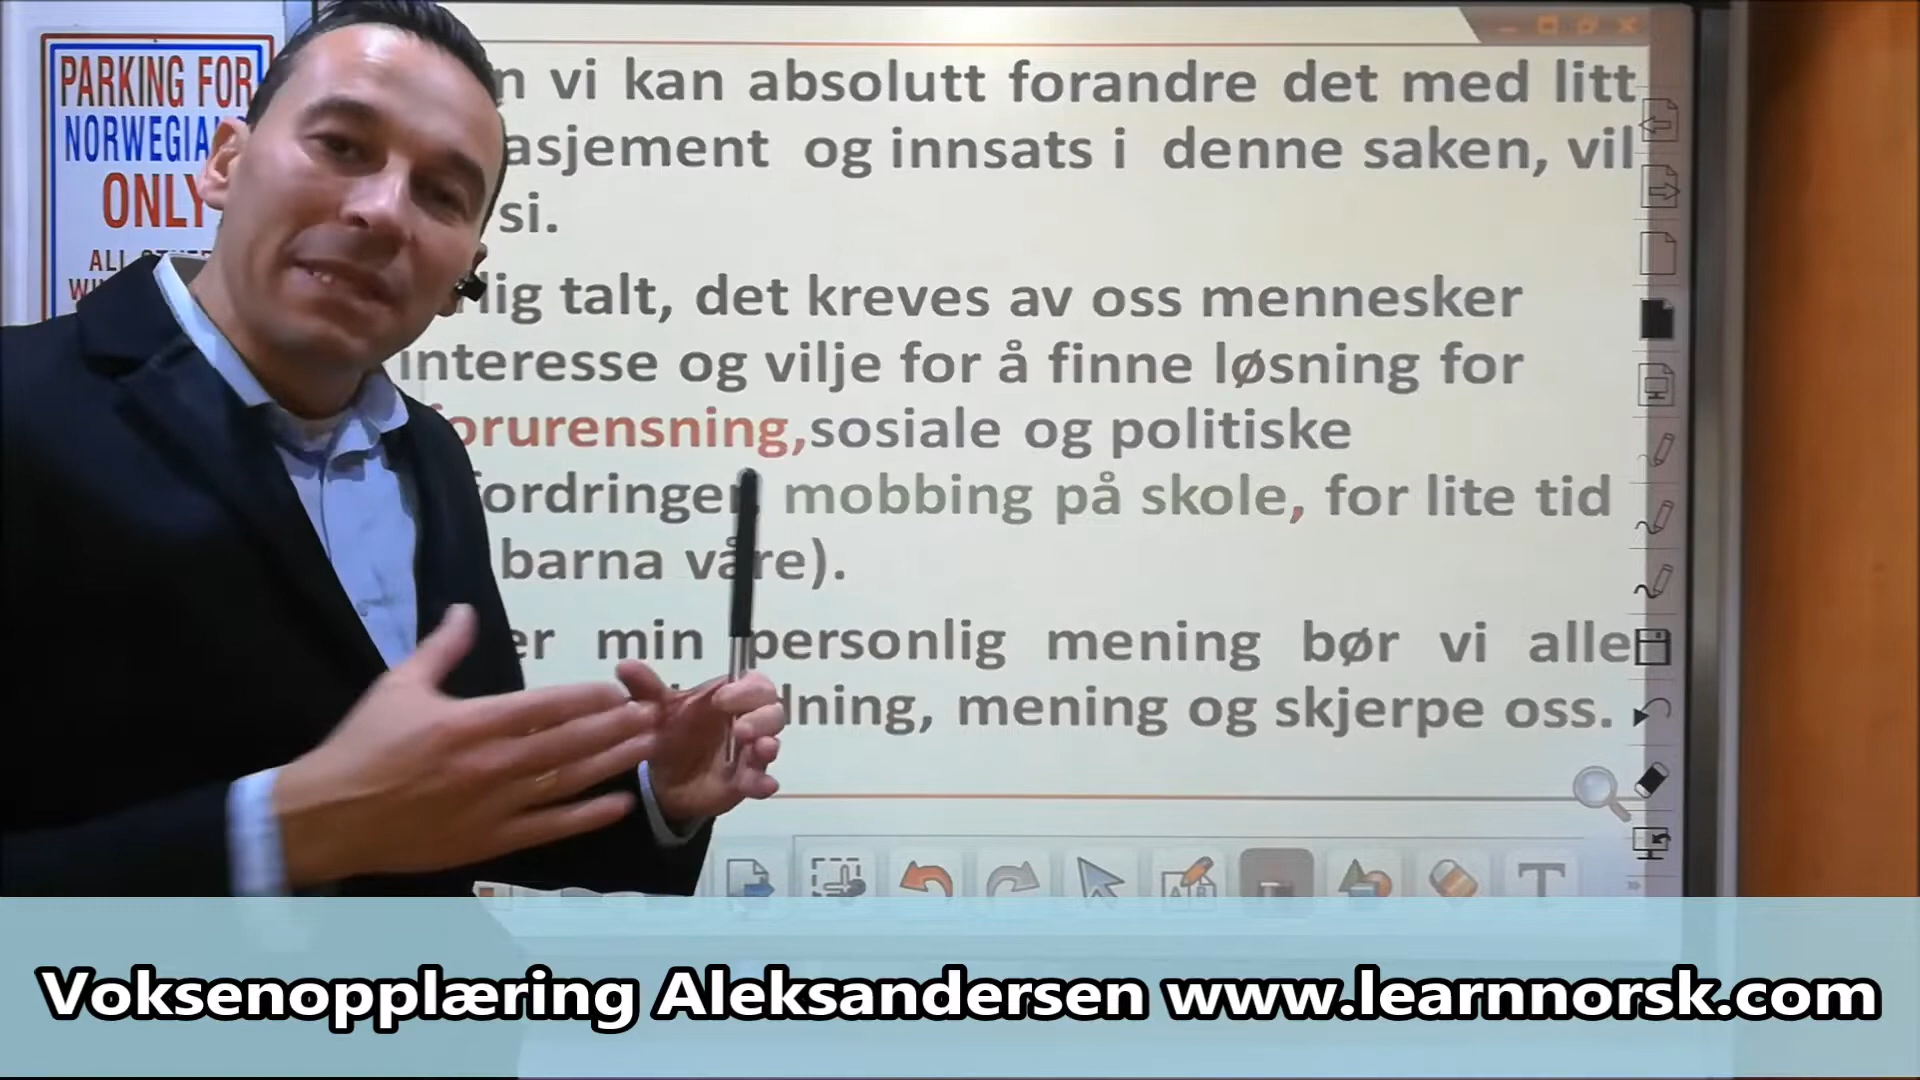 PARKING FOR
NORWEGIA
ONLY
ALL
n vi kan absolutt forandre det med litt
asjement og innsats i denne saken, vil
si.
lig talt, det kreves av oss mennesker
interesse og vilje for å finne løsning for
forurensning,sosiale og politiske
fordringer, mobbing på skole, for lite tid
barna våre).
er min personlig mening bør vi alle
dning, mening og skjerpe oss.
T
Voksenopplæring Aleksandersen www.learnnorsk.com